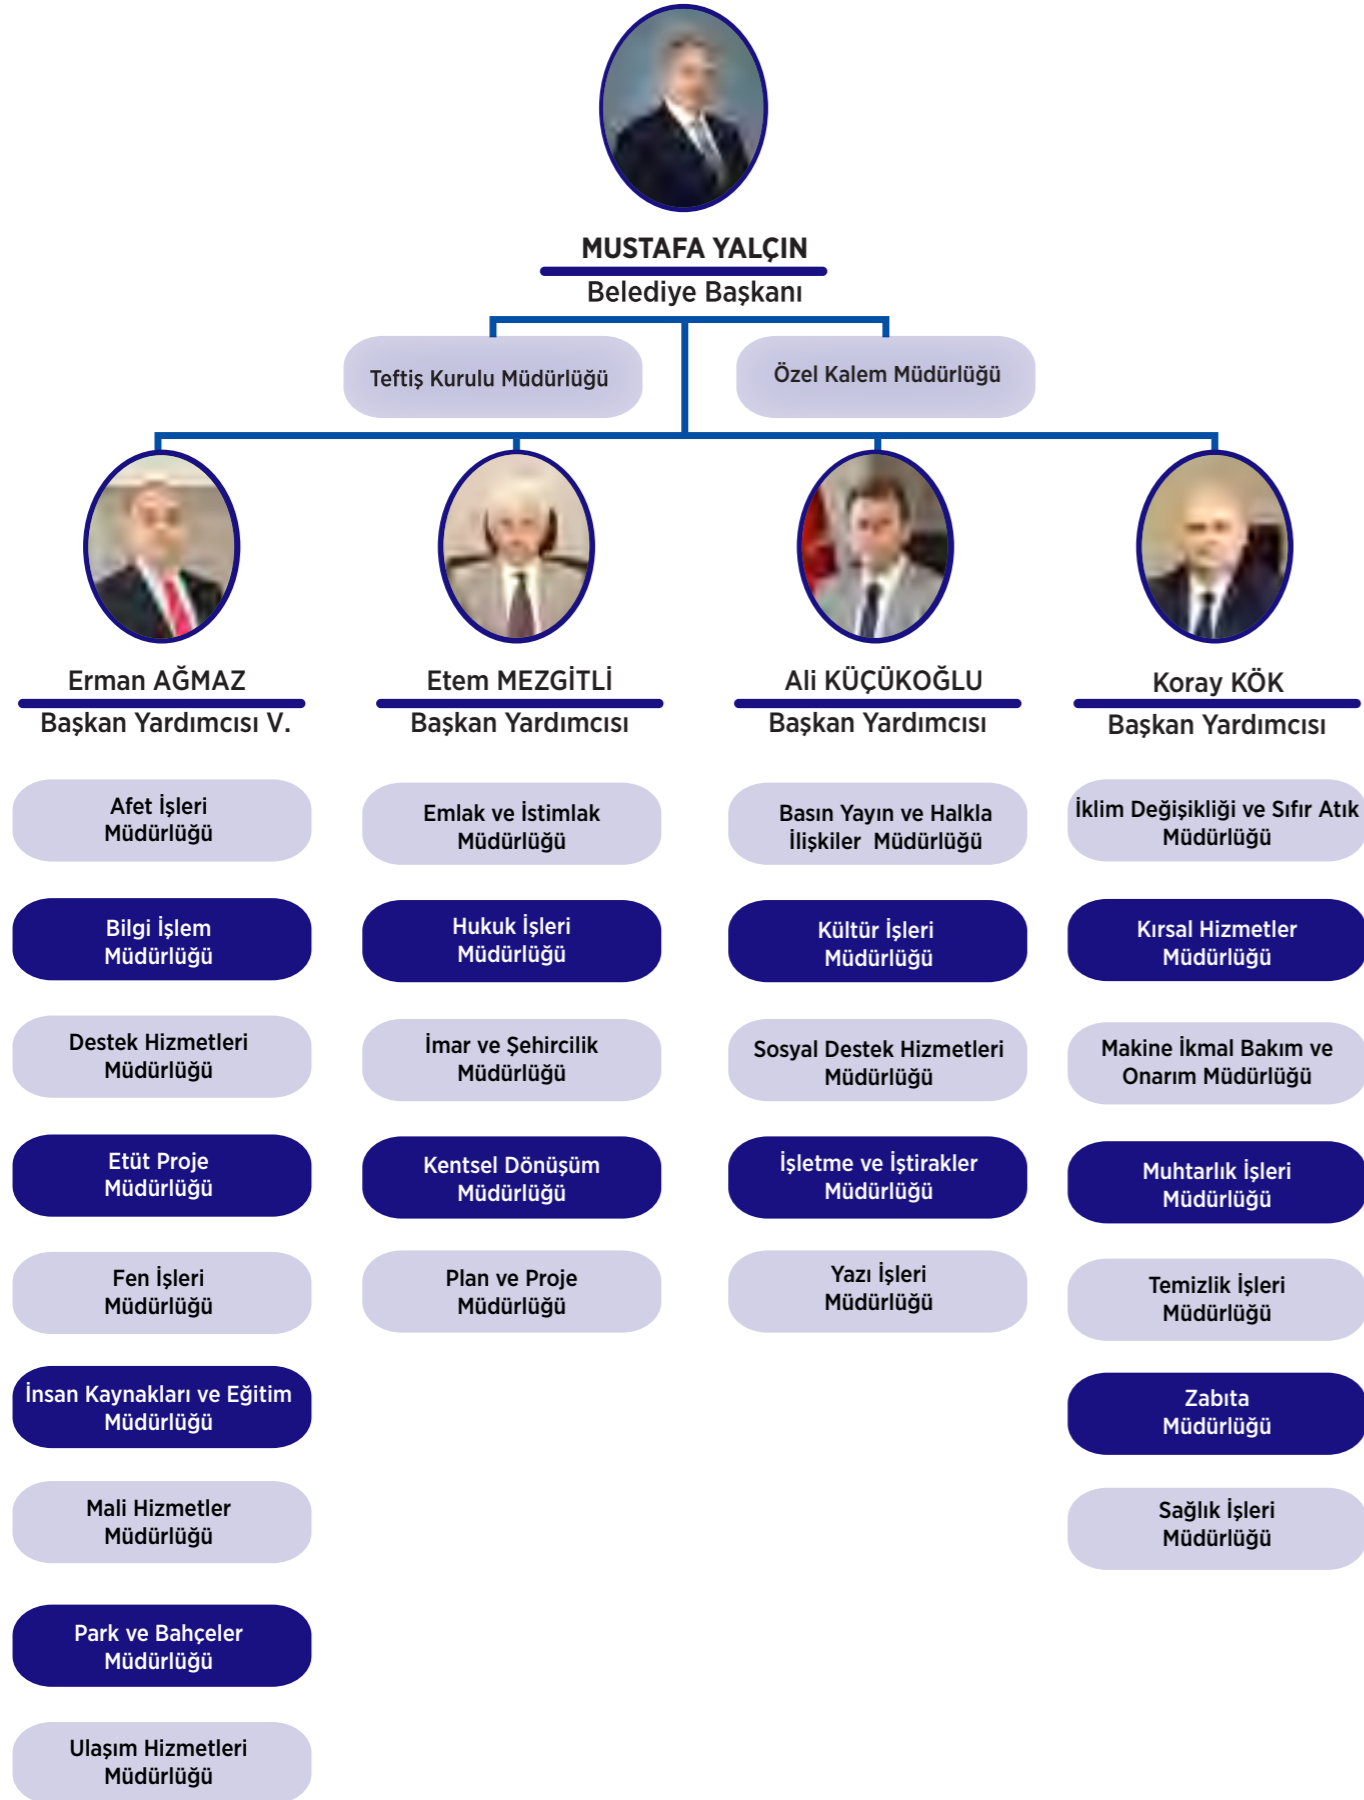 MUSTAFA YALÇIN
Belediye Başkanı
Teftiş Kurulu Müdürlüğü
Özel Kalem Müdürlüğü
Erman AĞMAZ
Başkan Yardımcısı V.
Afet İşleri
Müdürlüğü
Bilgi İşlem
Müdürlüğü
Destek Hizmetleri
Müdürlüğü
Etüt Proje
Müdürlüğü
Fen İşleri
Müdürlüğü
İnsan Kaynakları ve Eğitim
Müdürlüğü
Mali Hizmetler
Müdürlüğü
Park ve Bahçeler
Müdürlüğü
Ulaşım Hizmetleri
Müdürlüğü
Etem MEZGİTLİ
Başkan Yardımcısı
Emlak ve İstimlak
Müdürlüğü
Hukuk İşleri
Müdürlüğü
İmar ve Şehircilik
Müdürlüğü
Kentsel Dönüşüm
Müdürlüğü
Plan ve Proje
Müdürlüğü
Ali KÜÇÜKOĞLU
Başkan Yardımcısı
Basın Yayın ve Halkla
İlişkiler Müdürlüğü
Kültür İşleri
Müdürlüğü
Sosyal Destek Hizmetleri
Müdürlüğü
İşletme ve İştirakler
Müdürlüğü
Yazı İşleri
Müdürlüğü
Koray KÖK
Başkan Yardımcısı
İklim Değişikliği ve Sıfır Atık
Müdürlüğü
Kırsal Hizmetler
Müdürlüğü
Makine İkmal Bakım ve
Onarım Müdürlüğü
Muhtarlık İşleri
Müdürlüğü
Temizlik İşleri
Müdürlüğü
Zabıta
Müdürlüğü
Sağlık İşleri
Müdürlüğü